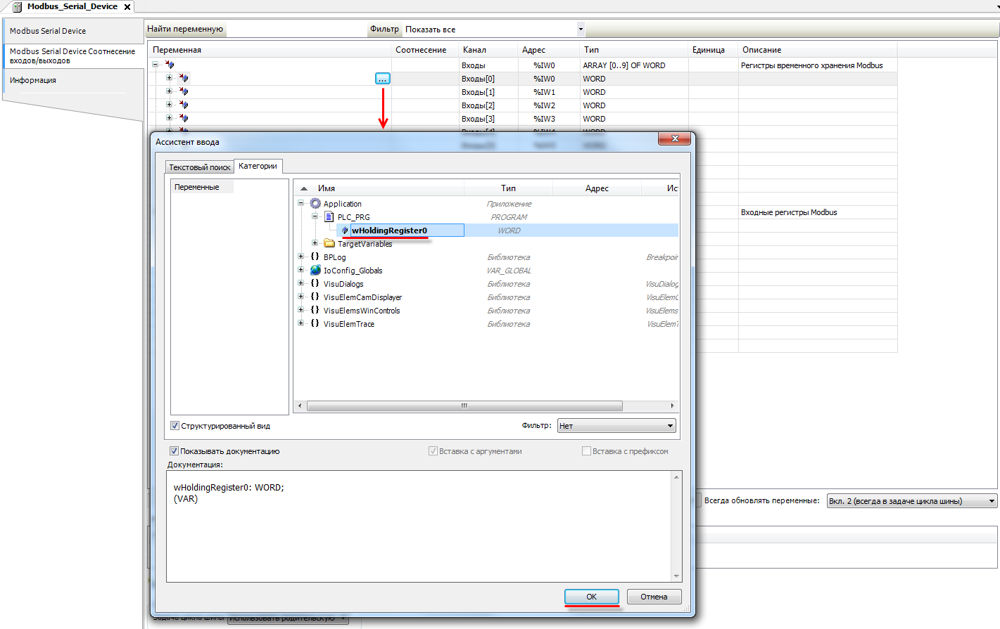 Modbus_Serial_Device
Modbus Serial Device
Modbus Serial Device Соотнесение
входов/выходов
Информация
Найти переменную Фильтр Показать все
Переменная Соотнесение Канал Адрес Тип Единица Описание
Входы %IW0 ARRAY [0..9] OF WORD Регистры временного хранения Modbus
... Входы[0] %IW0 WORD
Входы[1] %IW1 WORD
Входы[2] %IW2 WORD
Входы[3] %IW3 WORD
Ассистент ввода
Текстовый поиск Категории
Переменные
Имя Тип Адрес Ис
Application Приложение
PLC_PRG PROGRAM
wHoldingRegister0 WORD
TargetVariables
BPLog Библиотека Breakpoir
IoConfig_Globals VAR_GLOBAL
VisuDialogs Библиотека VisuDialog
VisuElemCamDisplayer Библиотека VisuElemC
VisuElemsWinControls Библиотека VisuElems
VisuElemTrace Библиотека VisuElemT
Входные регистры Modbus
Структурированный вид Фильтр: Нет
Показывать документацию Вставка с аргументами Вставка с префиксом
Документация:
wHoldingRegister0: WORD;
(VAR)
Всегда обновлять переменные: Вкл. 2 (всегда в задаче цикла шины)
OK Отмена
Задача цикла шины Использовать родительскую